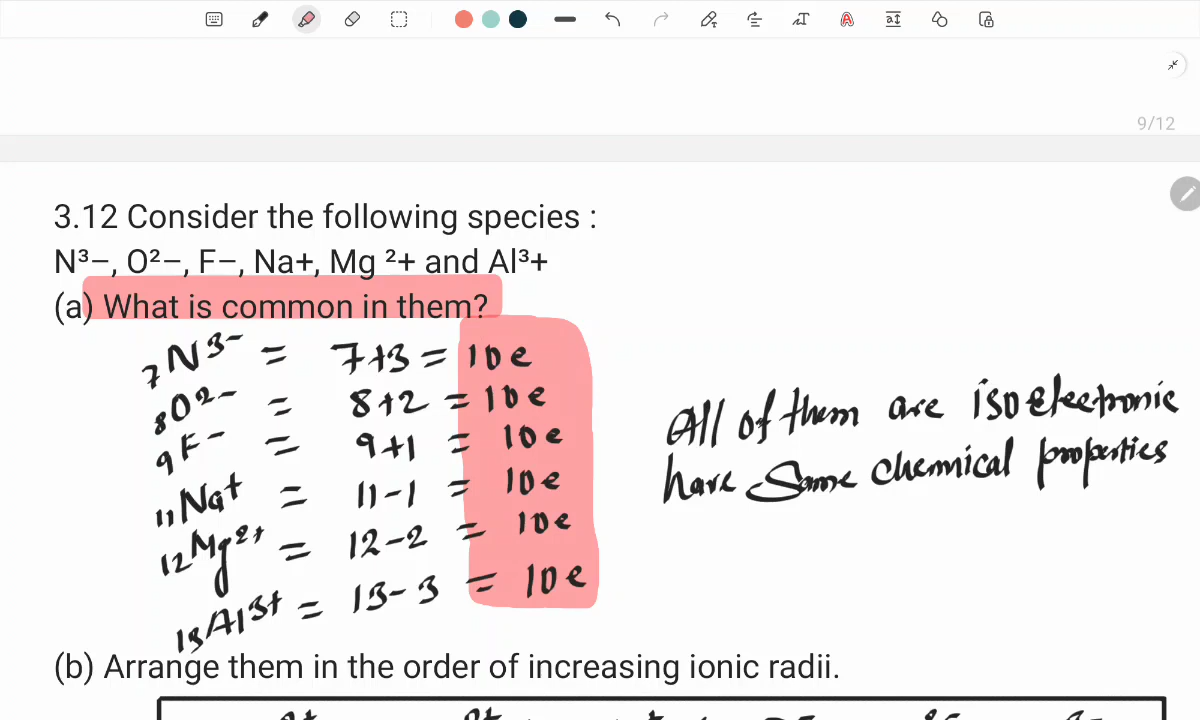 9/12
3.12 Consider the following species :
N³–, O²–, F–, Na+, Mg ²+ and Al³+
(a) What is common in them?
₇N³⁻ = 7+3 = 10e
₈O²⁻ = 8+2 = 10e
₉F⁻ = 9+1 = 10e
₁₁Na⁺ = 11-1 = 10e
₁₂Mg²⁺ = 12-2 = 10e
₁₃Al³⁺ = 13-3 = 10e
All of them are isoelectronic
have same chemical properties
(b) Arrange them in the order of increasing ionic radii.